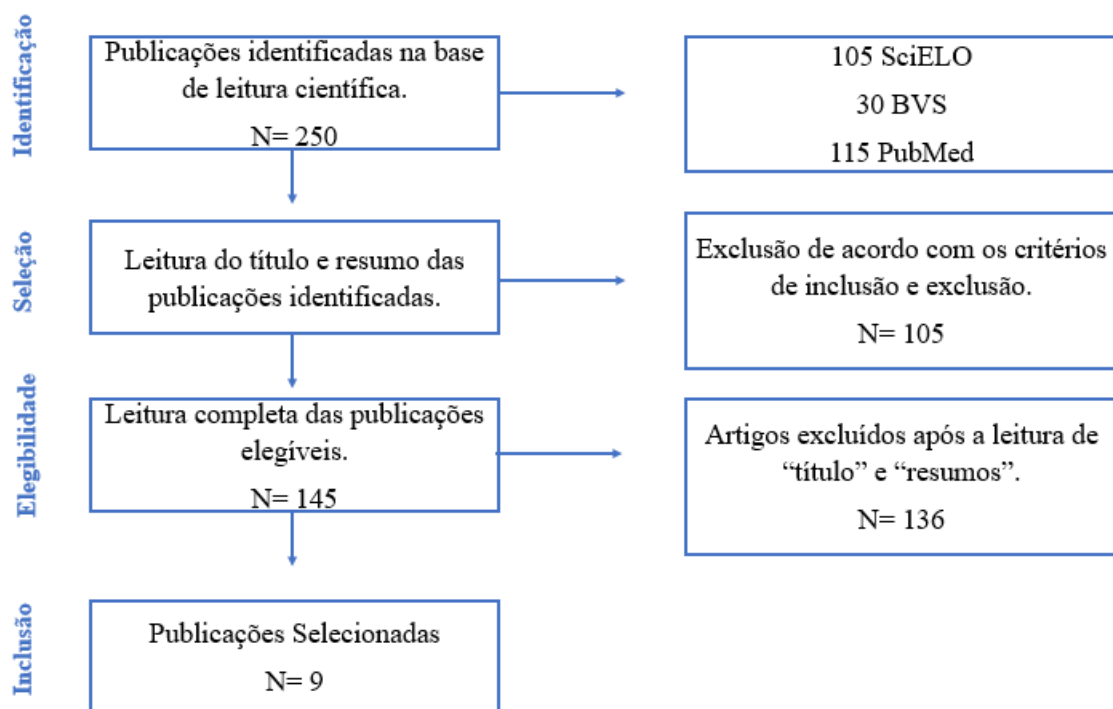 Identificação
Publicações identificadas na base
de leitura científica.
N= 250
105 SciELO
30 BVS
115 PubMed
Seleção
Leitura do título e resumo das
publicações identificadas.
Exclusão de acordo com os critérios
de inclusão e exclusão.
N= 105
Elegibilidade
Leitura completa das publicações
elegíveis.
N= 145
Artigos excluídos após a leitura de
“título” e “resumos”.
N= 136
Inclusão
Publicações Selecionadas
N= 9